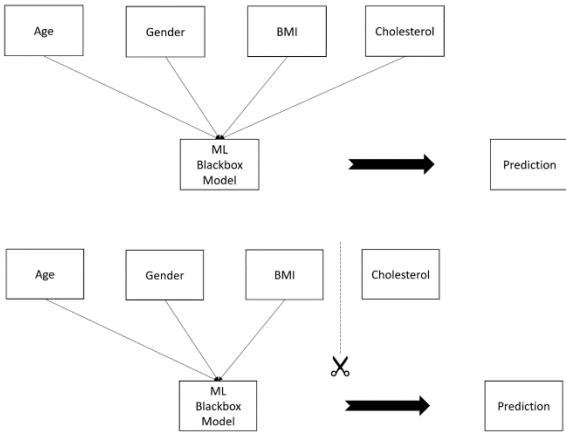 Age
Gender
BMI
Cholesterol
ML
Blackbox
Model
Prediction
Age
Gender
BMI
Cholesterol
ML
Blackbox
Model
Prediction